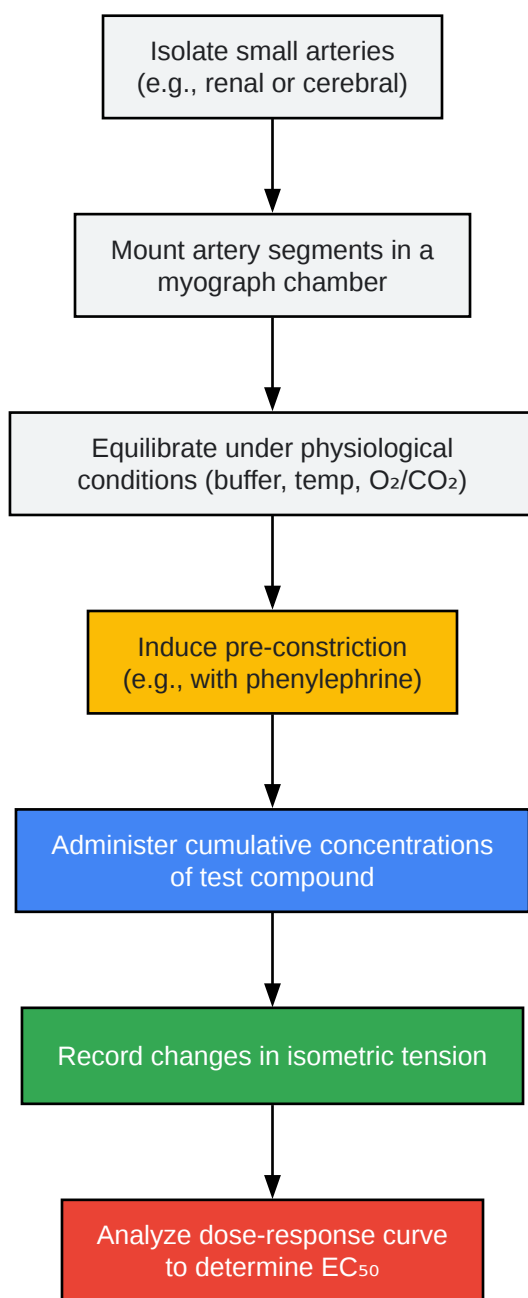 Isolate small arteries
(e.g., renal or cerebral)
Mount artery segments in a
myograph chamber
Equilibrate under physiological
conditions (buffer, temp, O₂/CO₂)
Induce pre-constriction
(e.g., with phenylephrine)
Administer cumulative concentrations
of test compound
Record changes in isometric tension
Analyze dose-response curve
to determine EC₅₀